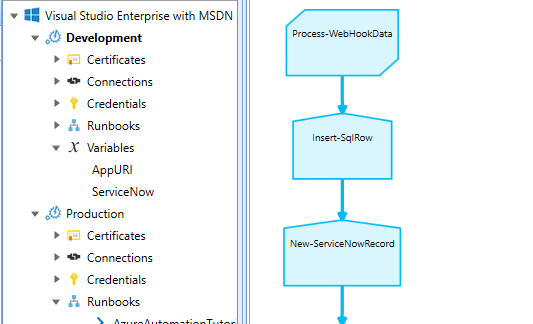 Visual Studio Enterprise with MSDN
Development
Certificates
Connections
Credentials
Runbooks
Variables
AppURI
ServiceNow
Production
Certificates
Connections
Credentials
Runbooks
AzureAutomationTutor
Process-WebHookData
Insert-SqlRow
New-ServiceNowRecord